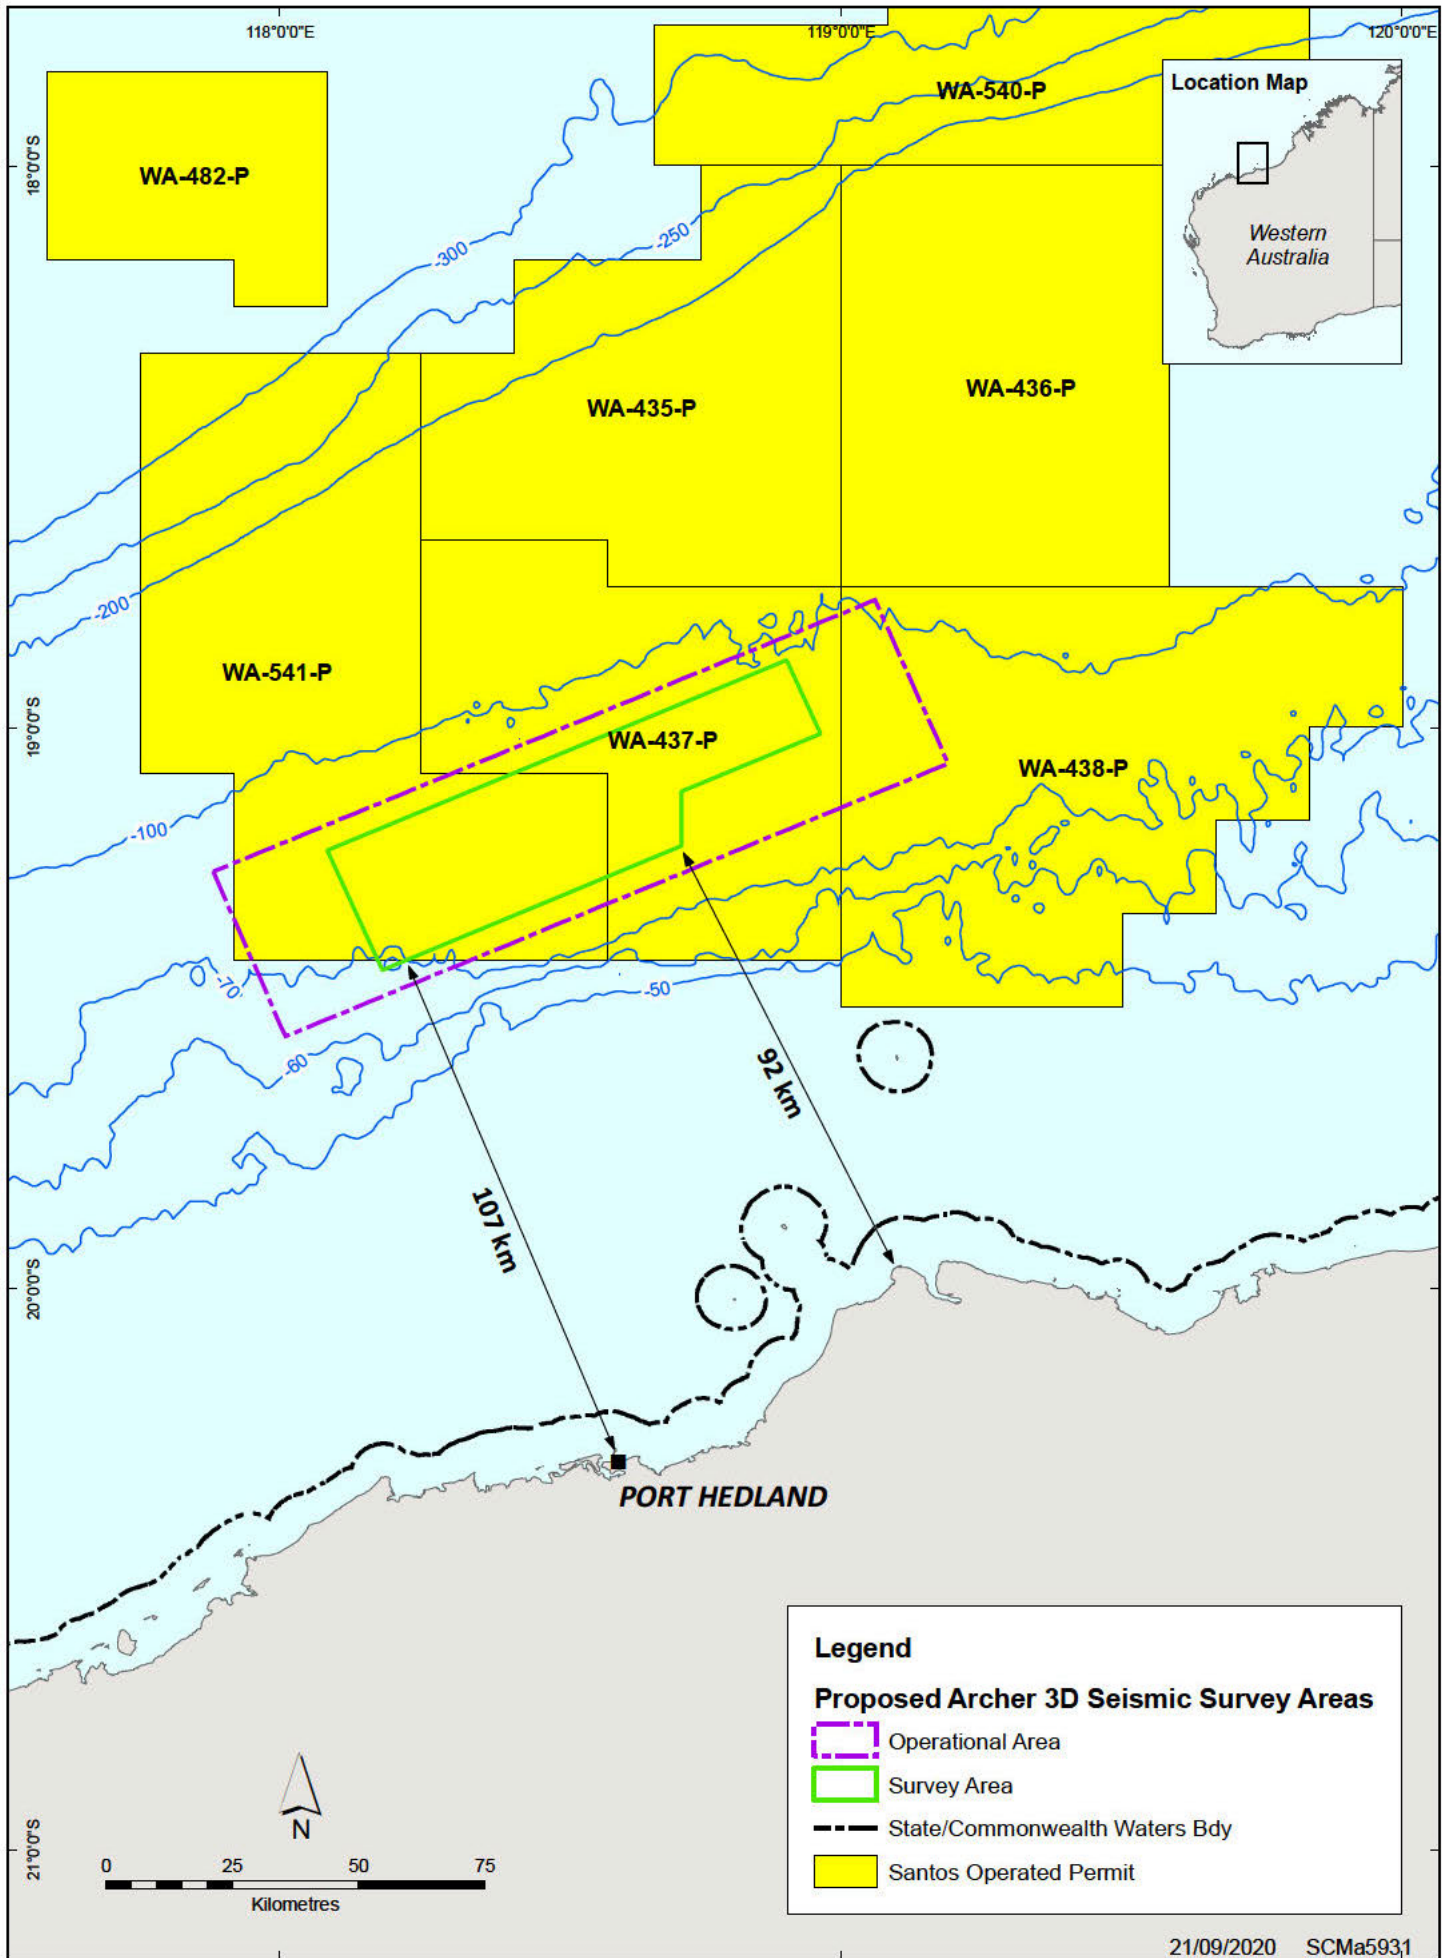 118°0'0"E
119°0'0"E
120°0'0"E
WA-540-P
Location Map
18°0'0"S
WA-482-P
-300
-250
Western
Australia
WA-435-P
WA-436-P
-200
WA-541-P
19°0'0"S
WA-437-P
WA-438-P
-100
-70
-50
-60
92 km
107 km
20°0'0"S
PORT HEDLAND
Legend
Proposed Archer 3D Seismic Survey Areas
Operational Area
Survey Area
State/Commonwealth Waters Bdy
Santos Operated Permit
N
21°0'0"S
0 25 50 75
Kilometres
21/09/2020 SCMa5931